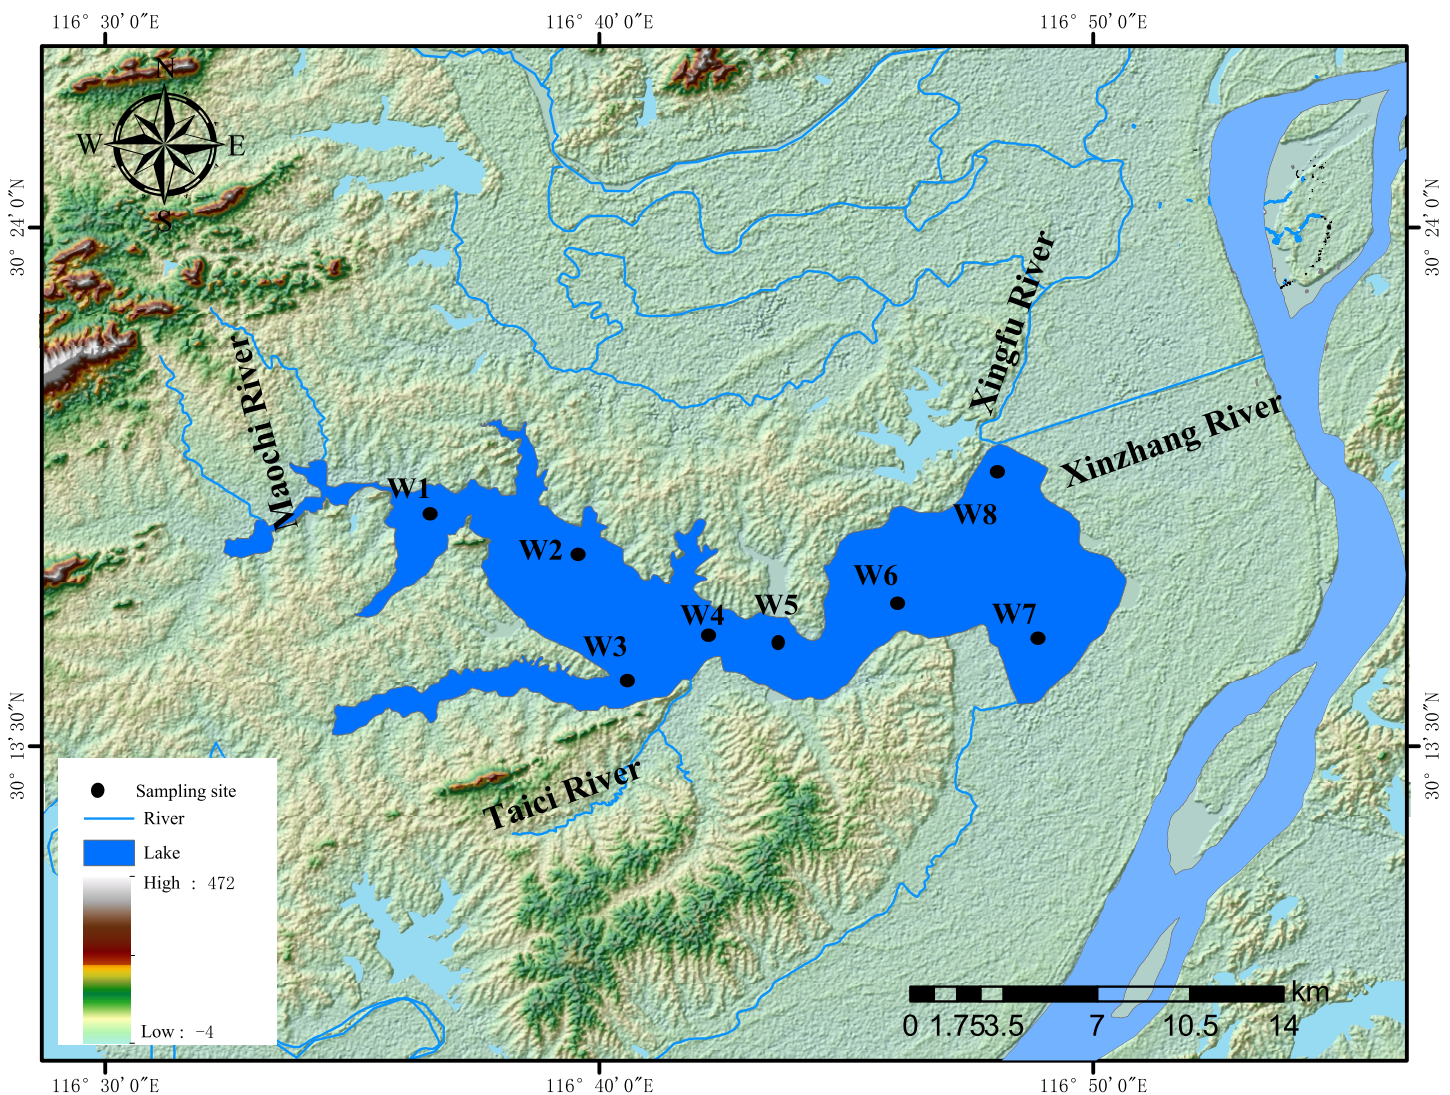 116° 30′0″E
116° 40′0″E
116° 50′0″E
N
W
E
S
30° 24′0″N
30° 24′0″N
Maochi River
Xingfu River
Xinzhang River
Taici River
W1
W2
W3
W4
W5
W6
W7
W8
30° 13′30″N
30° 13′30″N
Sampling site
River
Lake
High : 472
Low : -4
km
0 1.75 3.5 7 10.5 14
116° 30′0″E
116° 40′0″E
116° 50′0″E